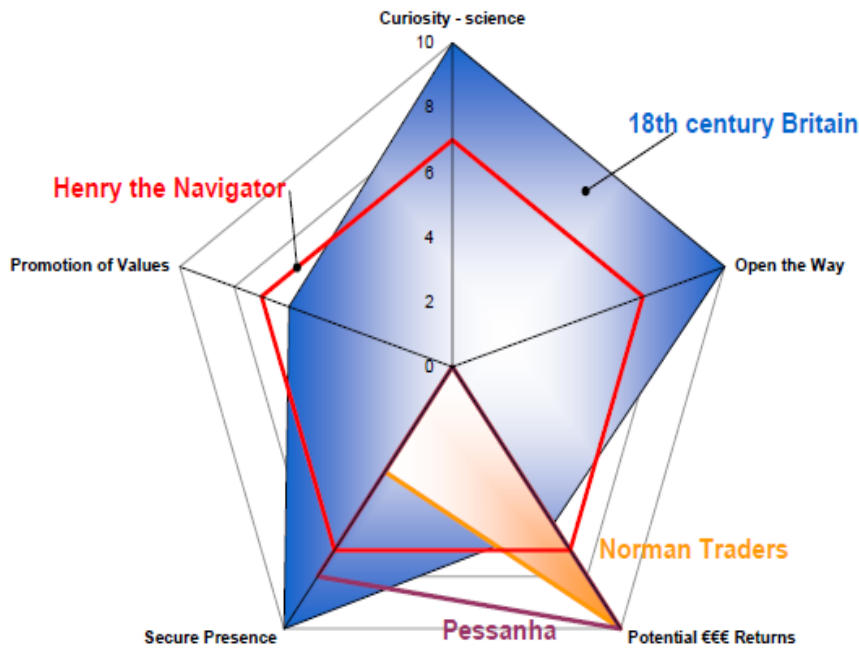 Curiosity - science
10
8
18th century Britain
Henry the Navigator
6
4
Promotion of Values
Open the Way
2
0
Norman Traders
Pessanha
Secure Presence
Potential €€€ Returns